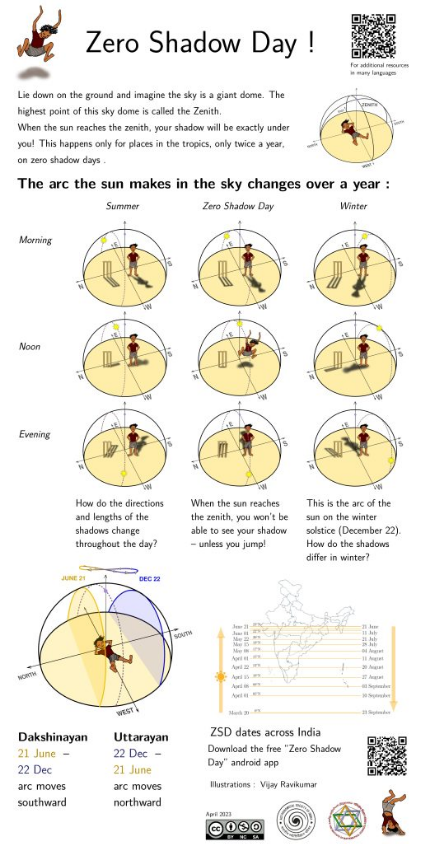 Zero Shadow Day !
For additional resources
in many languages
Lie down on the ground and imagine the sky is a giant dome. The
highest point of this sky dome is called the Zenith.
When the sun reaches the zenith, your shadow will be exactly under
you! This happens only for places in the tropics, only twice a year,
on zero shadow days .
ZENITH
NORTH
SOUTH
WEST
The arc the sun makes in the sky changes over a year :
Summer
Zero Shadow Day
Winter
Morning
E
N
S
W
E
N
S
W
E
N
S
W
Noon
E
N
S
W
E
N
S
W
E
N
S
W
Evening
E
N
S
W
E
N
S
W
E
N
S
W
How do the directions
and lengths of the
shadows change
throughout the day?
When the sun reaches
the zenith, you won't be
able to see your shadow
– unless you jump!
This is the arc of the
sun on the winter
solstice (December 22).
How do the shadows
differ in winter?
JUNE 21
DEC 22
NORTH
SOUTH
WEST
June 21
21 June
June 01
11 July
May 22
21 July
May 15
28 July
May 08
August
April 01
11 August
April 22
20 August
April 15
27 August
April 08
September
April 01
10 September
March 20
23 September
Dakshinayan
21 June –
22 Dec
arc moves
southward
Uttarayan
22 Dec –
21 June
arc moves
northward
ZSD dates across India
Download the free "Zero Shadow
Day" android app
Illustrations : Vijay Ravikumar
April 2023
CC
BY NC SA